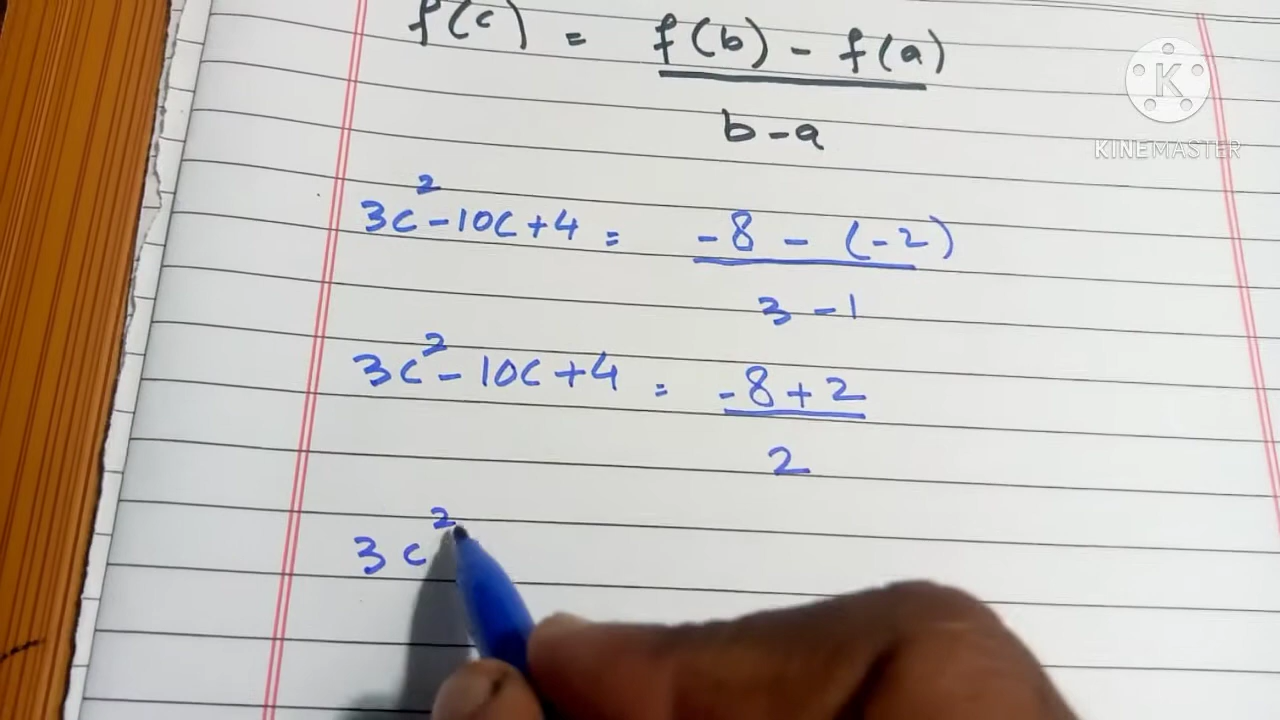 f(c) = f(b) - f(a)
b-a
K
KINEMASTER
3c²-10c+4 = -8 - (-2)
3-1
3c²-10c+4 = -8+2
2
3c²